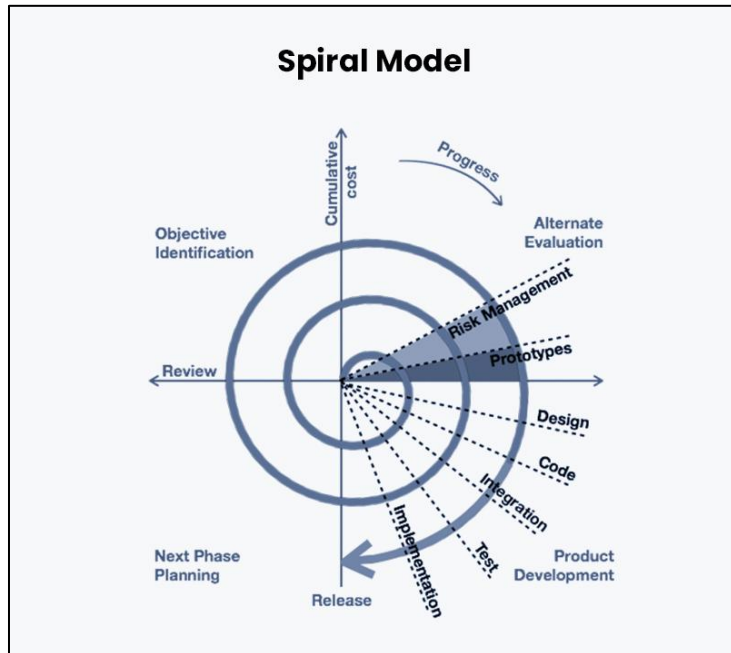 Spiral Model
Cumulative
cost
Progress
Objective
Identification
Alternate
Evaluation
Risk Management
Prototypes
Review
Design
Code
Integration
Test
Implementation
Next Phase
Planning
Product
Development
Release